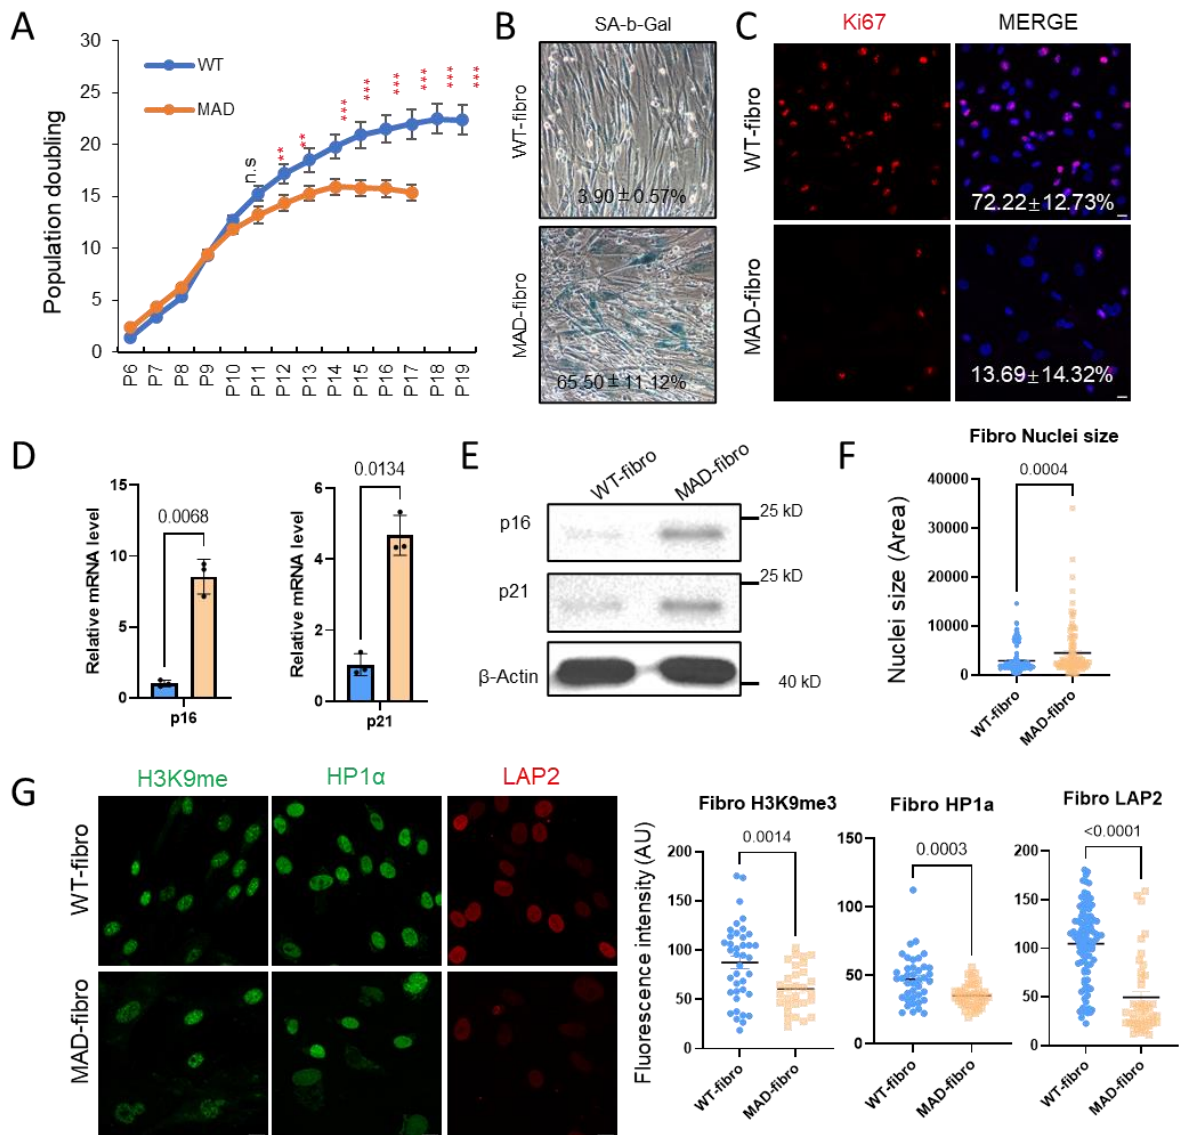 A
30
25
20
15
10
5
0
Population doubling
WT
MAD
n.s
**
**
***
***
***
***
***
***
P6
P7
P8
P9
P10
P11
P12
P13
P14
P15
P16
P17
P18
P19
B
SA-b-Gal
WT-fibro
3.90±0.57%
MAD-fibro
65.50±11.12%
C
Ki67
MERGE
WT-fibro
72.22±12.73%
MAD-fibro
13.69±14.32%
D
Relative mRNA level
15
10
5
0
0.0068
p16
Relative mRNA level
6
4
2
0
0.0134
p21
E
WT-fibro
MAD-fibro
p16
25 kD
p21
25 kD
β-Actin
40 kD
F
Fibro Nuclei size
0.0004
Nuclei size (Area)
40000
30000
20000
10000
0
WT-fibro
MAD-fibro
G
H3K9me
HP1α
LAP2
WT-fibro
MAD-fibro
Fibro H3K9me3
0.0014
Fluorescence intensity (AU)
200
150
100
50
0
WT-fibro
MAD-fibro
Fibro HP1a
0.0003
150
100
50
0
WT-fibro
MAD-fibro
Fibro LAP2
<0.0001
200
150
100
50
0
WT-fibro
MAD-fibro